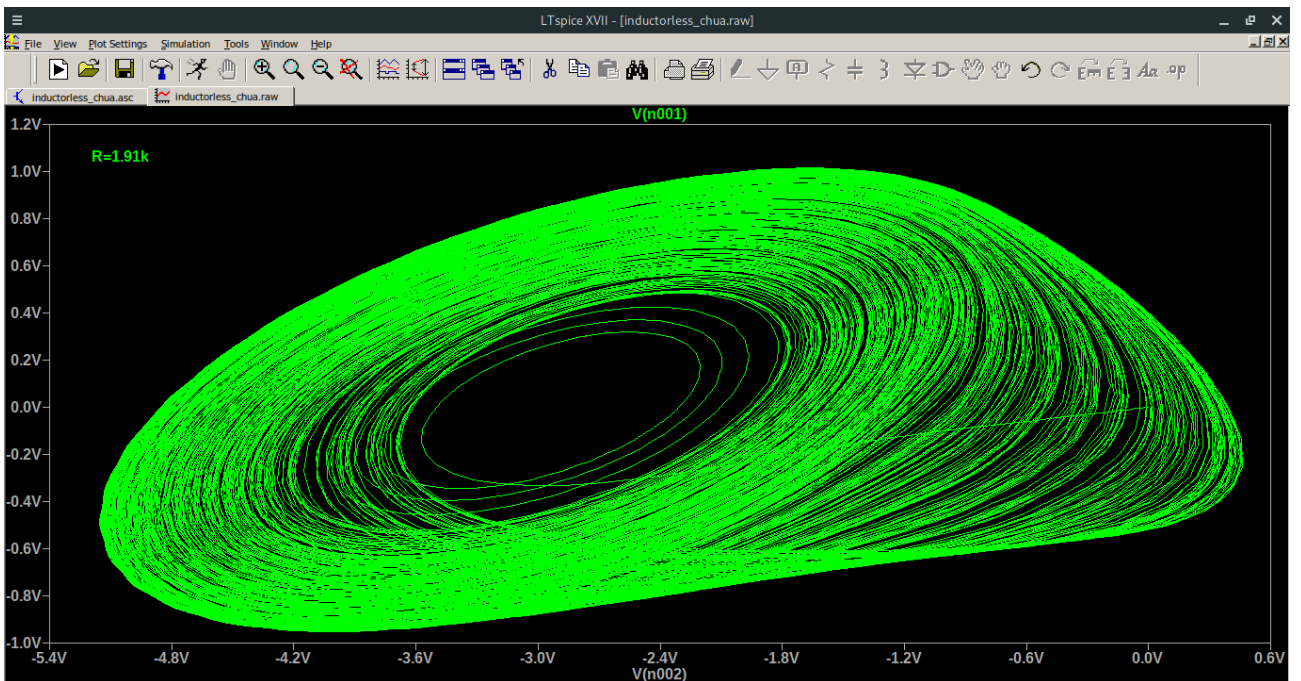 LTspice XVII - [inductorless_chua.raw]
File View Plot Settings Simulation Tools Window Help
inductorless_chua.asc inductorless_chua.raw
V(n001)
R=1.91k
1.2V
1.0V
0.8V
0.6V
0.4V
0.2V
0.0V
-0.2V
-0.4V
-0.6V
-0.8V
-1.0V
-5.4V -4.8V -4.2V -3.6V -3.0V -2.4V -1.8V -1.2V -0.6V 0.0V 0.6V
V(n002)